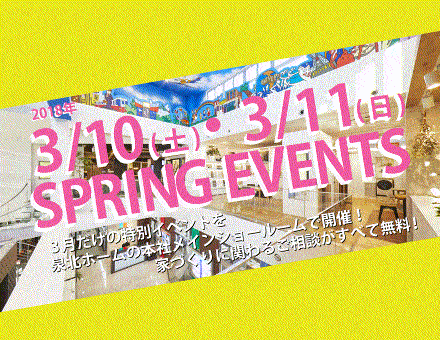 2018年
3/10(土)・3/11(日)
SPRING EVENTS
3月だけの特別イベントを
泉北ホームの本社メインショールームで開催！
家づくりに関わるご相談がすべて無料！